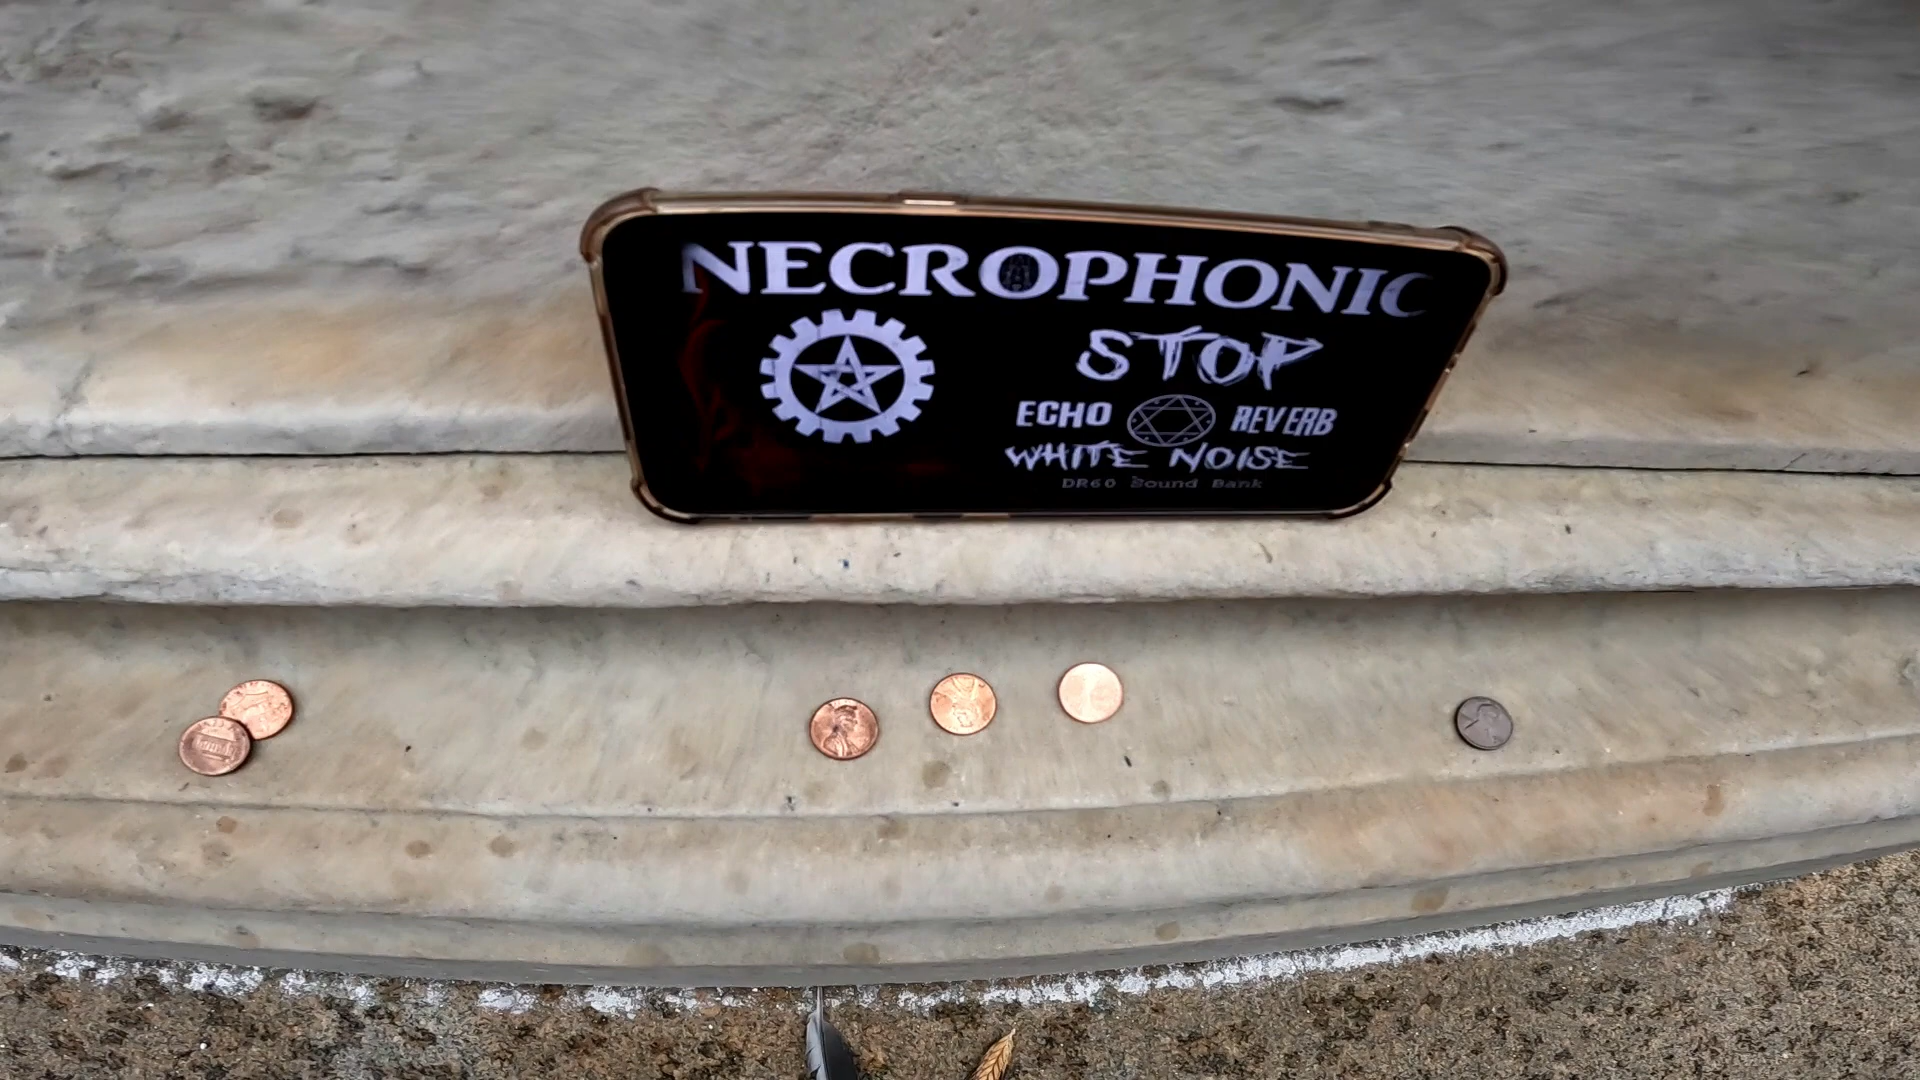 NECROPHONIC
STOP
ECHO REVERB
WHITE NOISE
DR60 Sound Bank